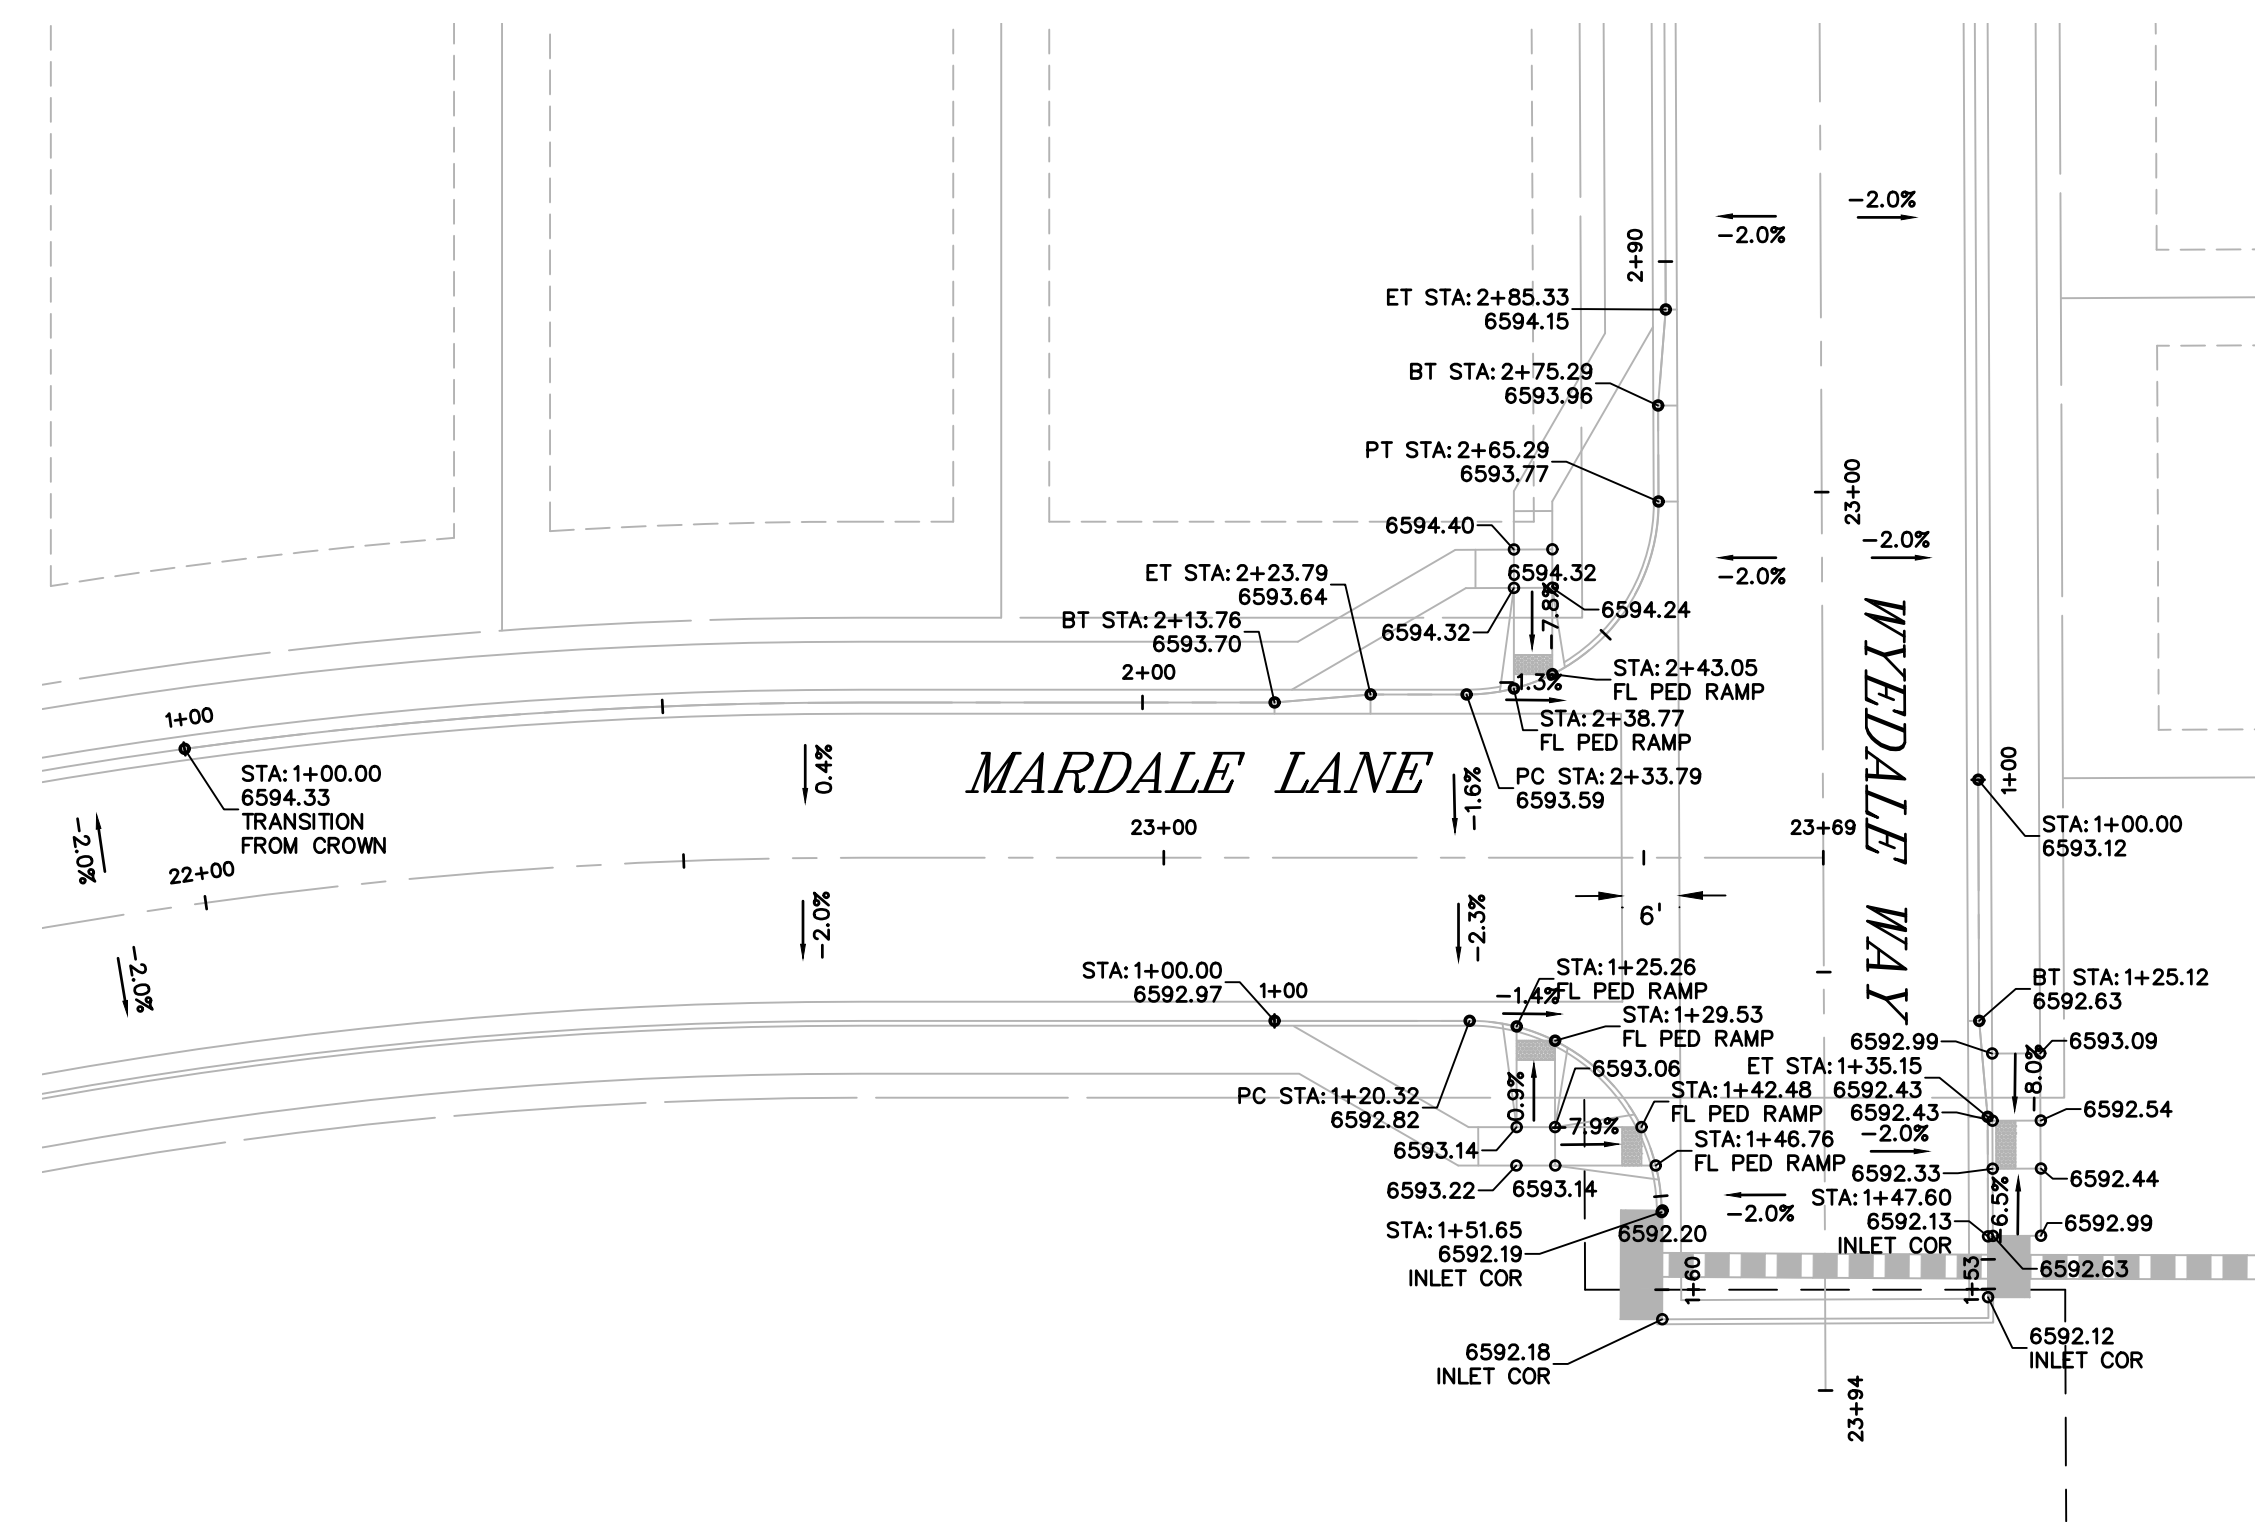 -2.0%
-2.0%
2+90
ET STA:2+85.33
6594.15
BT STA:2+75.29
6593.96
PT STA:2+65.29
6593.77
23+00
6594.40
-2.0%
-2.0%
ET STA:2+23.79
6593.64
6594.32
-7.8%
6594.24
BT STA:2+13.76
6593.70
6594.32
2+00
STA:2+43.05
FL PED RAMP
-1.3%
STA:2+38.77
FL PED RAMP
1+00
STA:1+00.00
6594.33
TRANSITION
FROM CROWN
0.4%
MARDALE LANE
-1.6%
PC STA:2+33.79
6593.59
WYEDALE WAY
1+00
STA:1+00.00
6593.12
23+00
23+69
-2.0%
22+00
-2.0%
-2.0%
-2.3%
6'
STA:1+00.00
6592.97
1+00
STA:1+25.26
FL PED RAMP
-1.4%
STA:1+29.53
FL PED RAMP
BT STA:1+25.12
6592.63
6592.99
6593.09
ET STA:1+35.15
6592.43
-8.0%
6593.06
PC STA:1+20.32
6592.82
0.9%
STA:1+42.48
FL PED RAMP
6592.43
6592.54
-7.9%
6593.14
STA:1+46.76
FL PED RAMP
-2.0%
6592.33
6592.44
6593.22
6593.14
-2.0%
STA:1+47.60
6592.13
INLET COR
-6.5%
6592.99
STA:1+51.65
6592.19
INLET COR
6592.20
6592.63
1+60
1+53
6592.18
INLET COR
6592.12
INLET COR
23+94